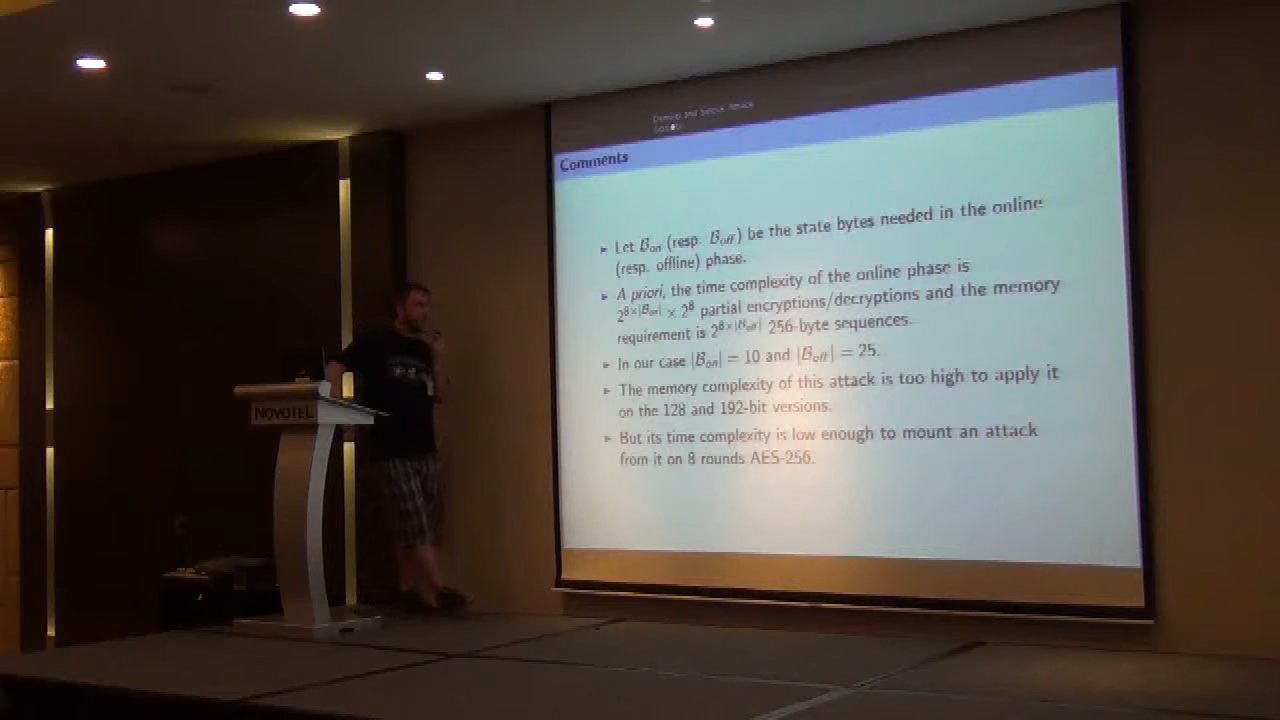 Demirci and Selçuk Attack
Comments
► Let B_on (resp. B_off) be the state bytes needed in the online
(resp. offline) phase.
► A priori, the time complexity of the online phase is
2^{8×|B_on|} × 2^8 partial encryptions/decryptions and the memory
requirement is 2^{8×|B_off|} 256-byte sequences.
► In our case |B_on| = 10 and |B_off| = 25.
► The memory complexity of this attack is too high to apply it
on the 128 and 192-bit versions.
► But its time complexity is low enough to mount an attack
from it on 8 rounds AES-256.
NOVOTEL